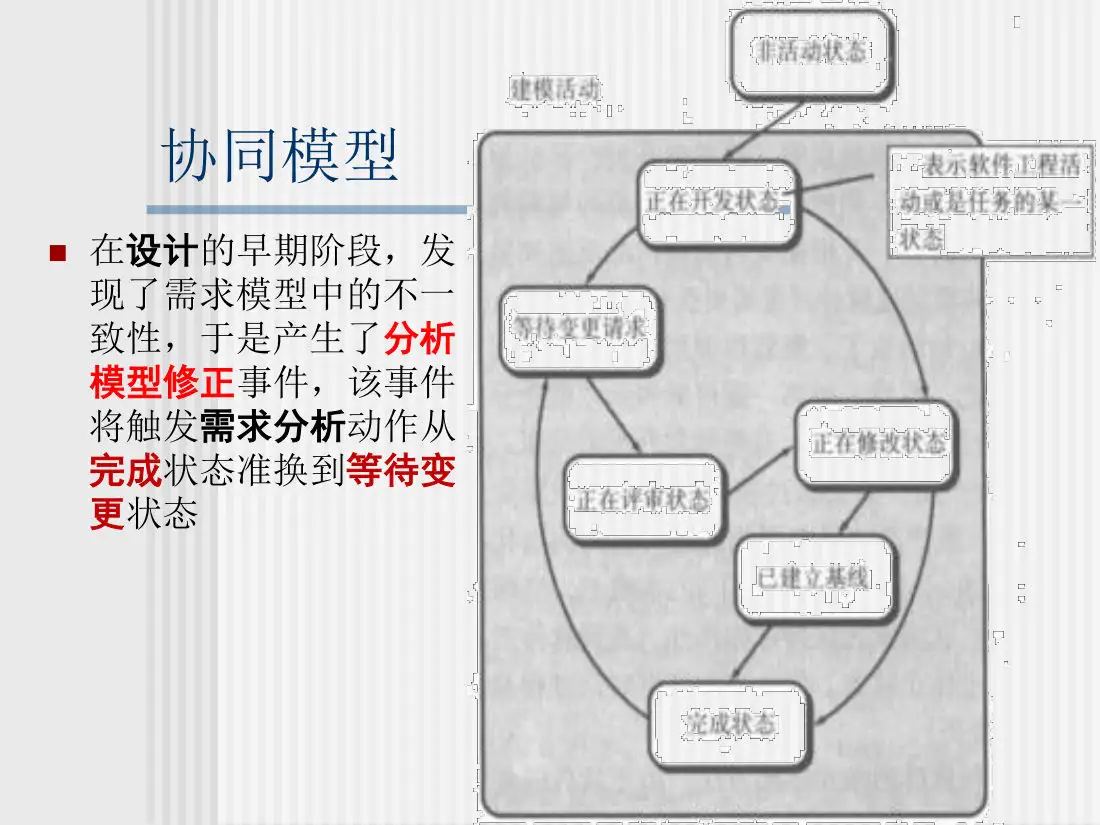 协同模型
在设计的早期阶段，发
现了需求模型中的不一
致性，于是产生了分析
模型修正事件，该事件
将触发需求分析动作从
完成状态准换到等待变
更状态
非活动状态
建模活动
正在开发状态
表示软件工程活
动或是任务的某一
状态
等待变更请求
正在修改状态
正在评审状态
已建立基线
完成状态